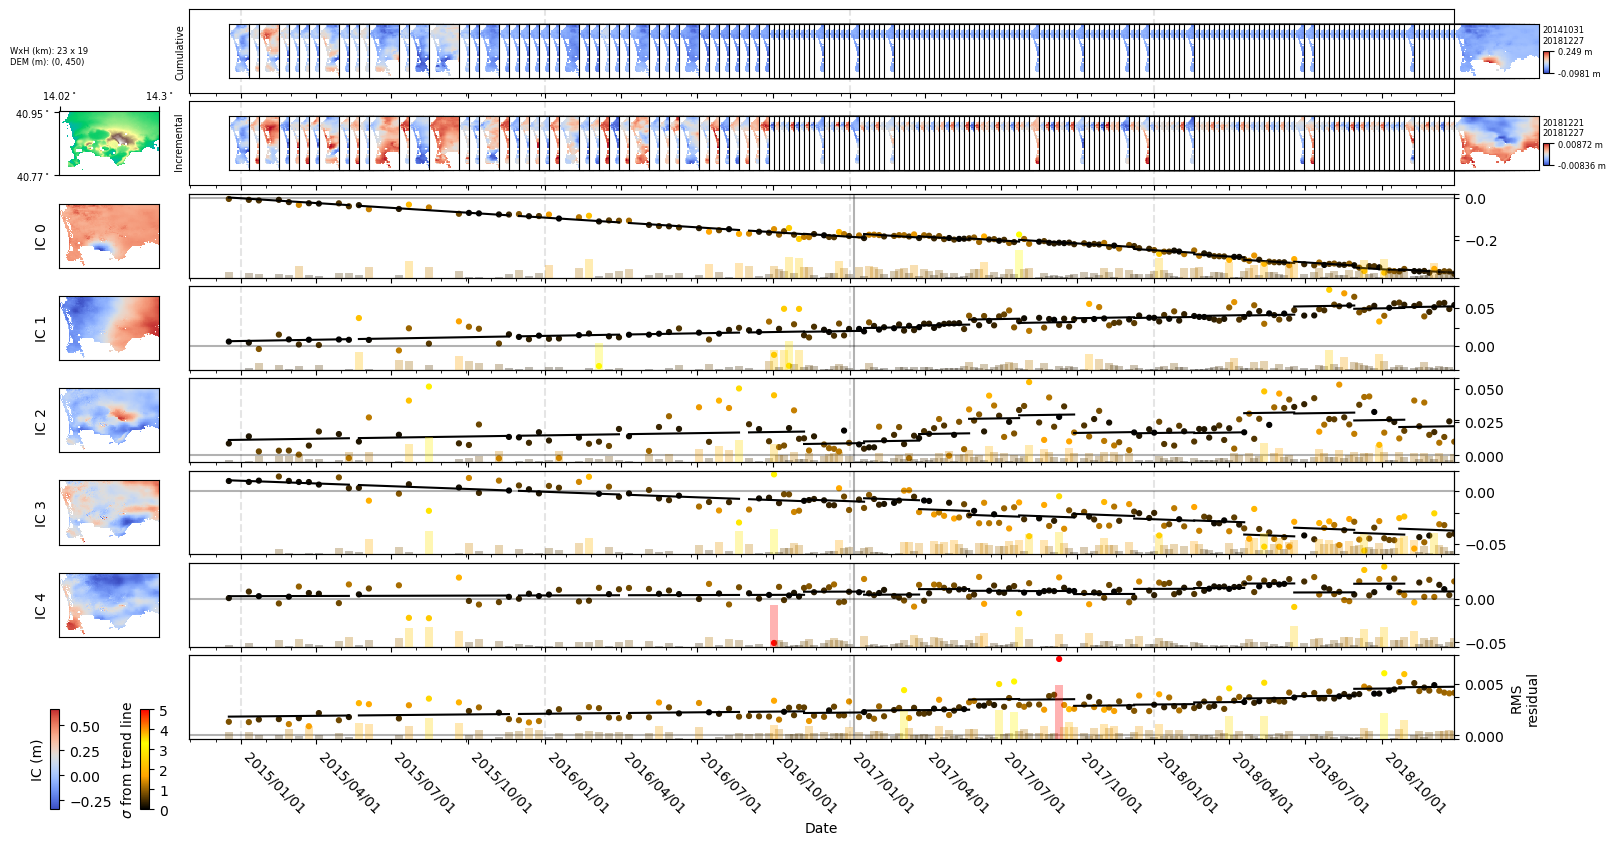 WxH (km): 23 x 19
DEM (m): (0, 450)
Cumulative
20141031
20181227
0.249 m
-0.0981 m
14.02°
14.3°
40.95°
40.77°
Incremental
20181221
20181227
0.00872 m
-0.00836 m
IC 0
0.0
−0.2
IC 1
0.05
0.00
IC 2
0.050
0.025
0.000
IC 3
0.00
−0.05
IC 4
0.00
−0.05
0.005
0.000
RMS
residual
IC (m)
0.50
0.25
0.00
−0.25
σ from trend line
5
4
3
2
1
0
2015/01/01
2015/04/01
2015/07/01
2015/10/01
2016/01/01
2016/04/01
2016/07/01
2016/10/01
2017/01/01
2017/04/01
2017/07/01
2017/10/01
2018/01/01
2018/04/01
2018/07/01
2018/10/01
Date